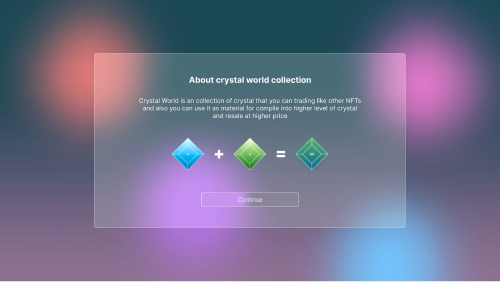 About crystal world collection
Crystal World is an collection of crystal that you can trading like other NFTs
and also you can use it as material for compile into higher level of crystal
and resale at higher price
+ =
Continue